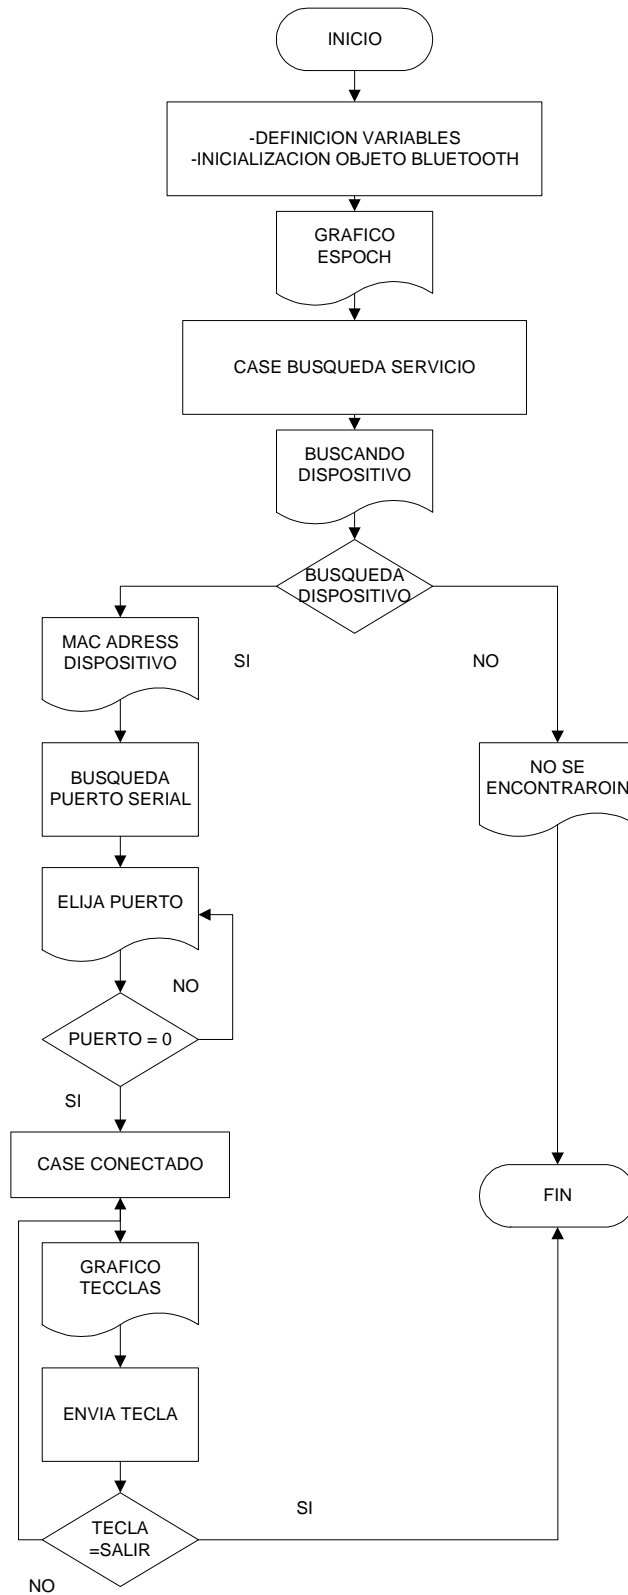 INICIO
-DEFINICION VARIABLES
-INICIALIZACION OBJETO BLUETOOTH
GRAFICO
ESPOCH
CASE BUSQUEDA SERVICIO
BUSCANDO
DISPOSITIVO
BUSQUEDA
DISPOSITIVO
MAC ADRESS
DISPOSITIVO
SI
NO
BUSQUEDA
PUERTO SERIAL
NO SE
ENCONTRAROIN
ELIJA PUERTO
NO
PUERTO = 0
SI
CASE CONECTADO
FIN
GRAFICO
TECCLAS
ENVIA TECLA
SI
TECLA
=SALIR
NO